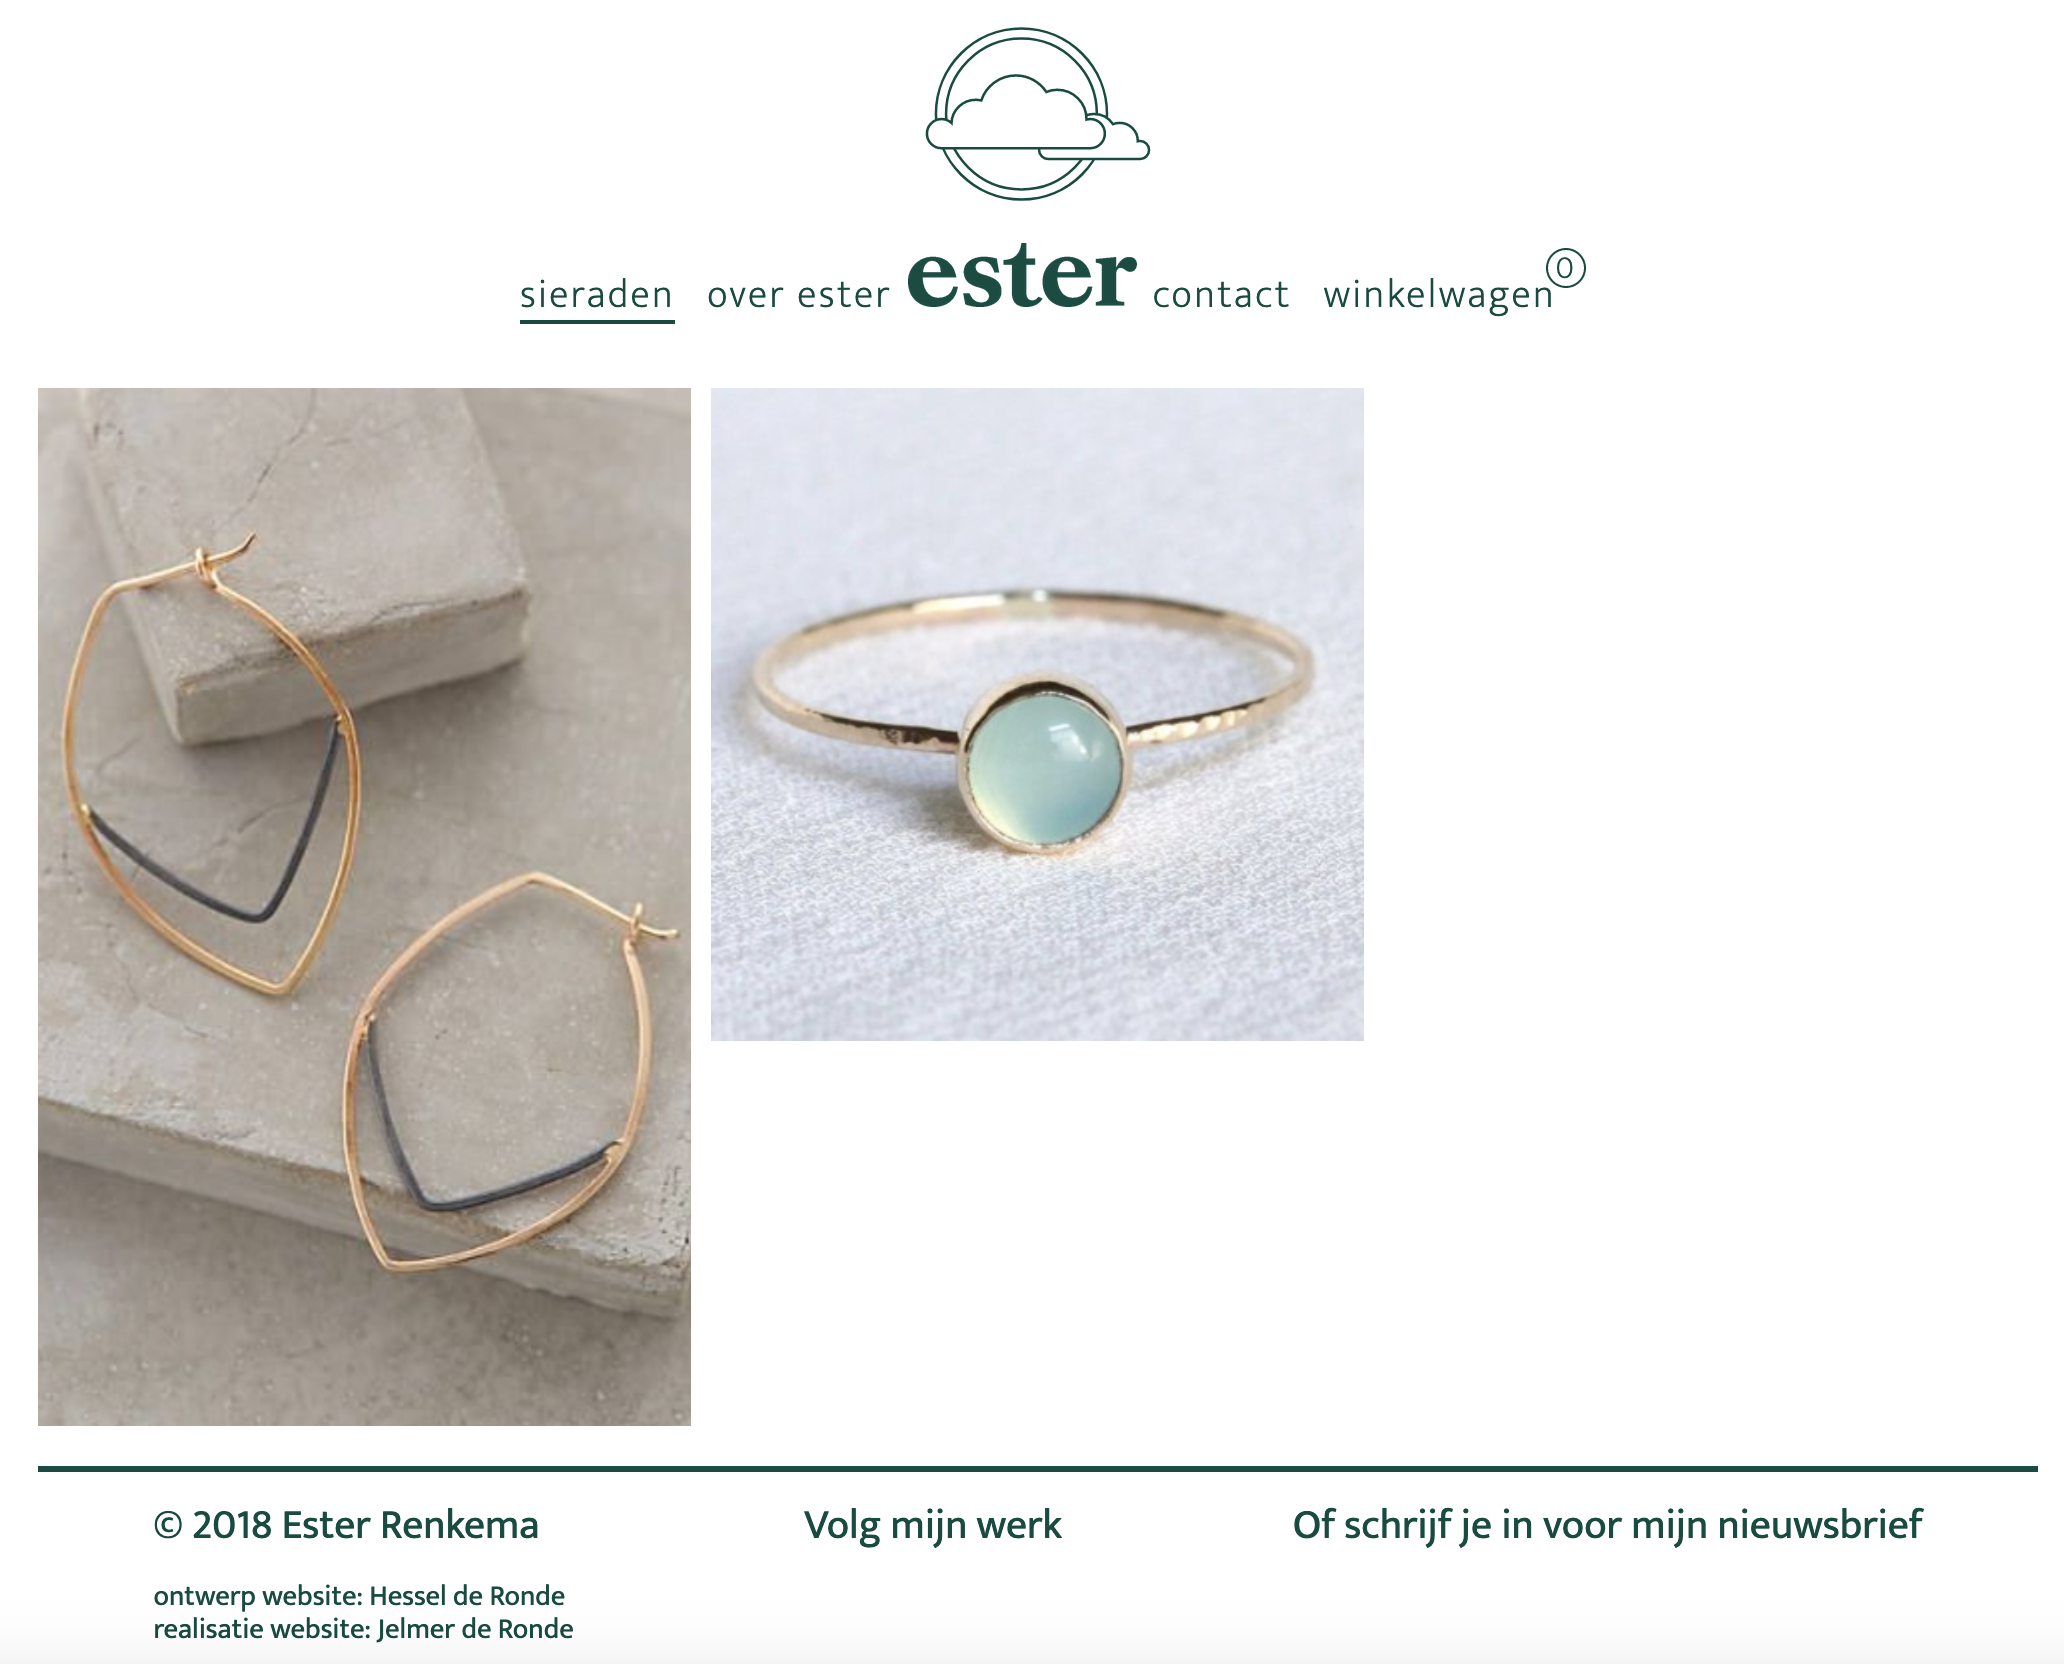 sieraden over ester ester contact winkelwagen 0
© 2018 Ester Renkema
ontwerp website: Hessel de Ronde
realisatie website: Jelmer de Ronde
Volg mijn werk
Of schrijf je in voor mijn nieuwsbrief